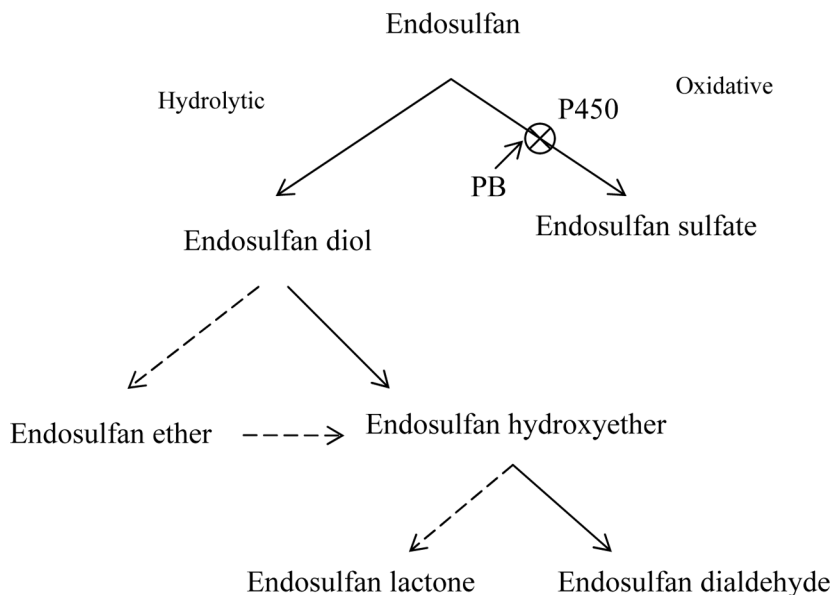 Endosulfan
Hydrolytic
Oxidative
P450
PB
Endosulfan diol
Endosulfan sulfate
Endosulfan ether
Endosulfan hydroxyether
Endosulfan lactone
Endosulfan dialdehyde